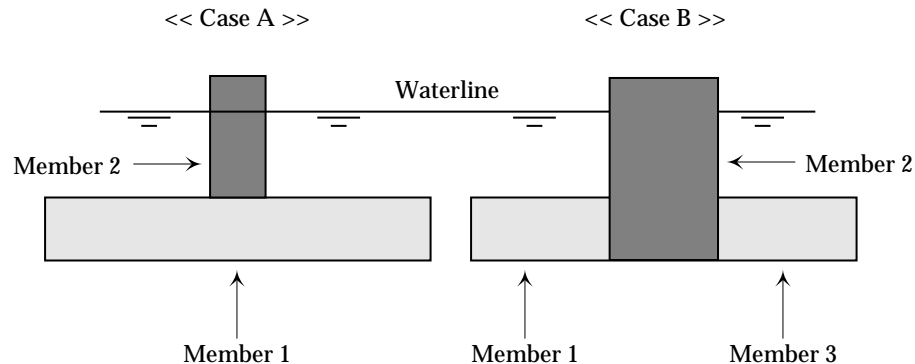 << Case A >>
<< Case B >>
Waterline
Member 2
Member 2
Member 1
Member 1
Member 3